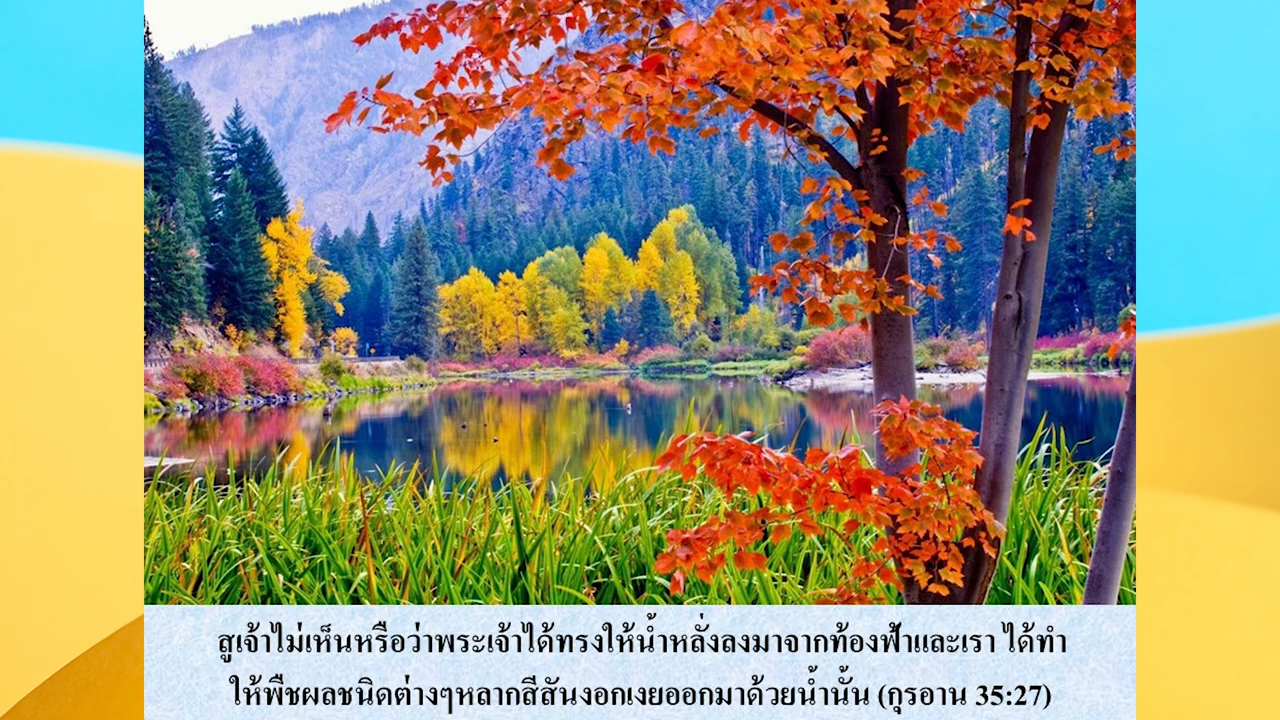 สูเจ้าไม่เห็นหรือว่าพระเจ้าได้ทรงให้น้ำหลั่งลงมาจากท้องฟ้าและเรา ได้ทำ
ให้พืชผลชนิดต่างๆหลากสีสันงอกเงยออกมาด้วยน้ำนั้น (กุรอาน 35:27)